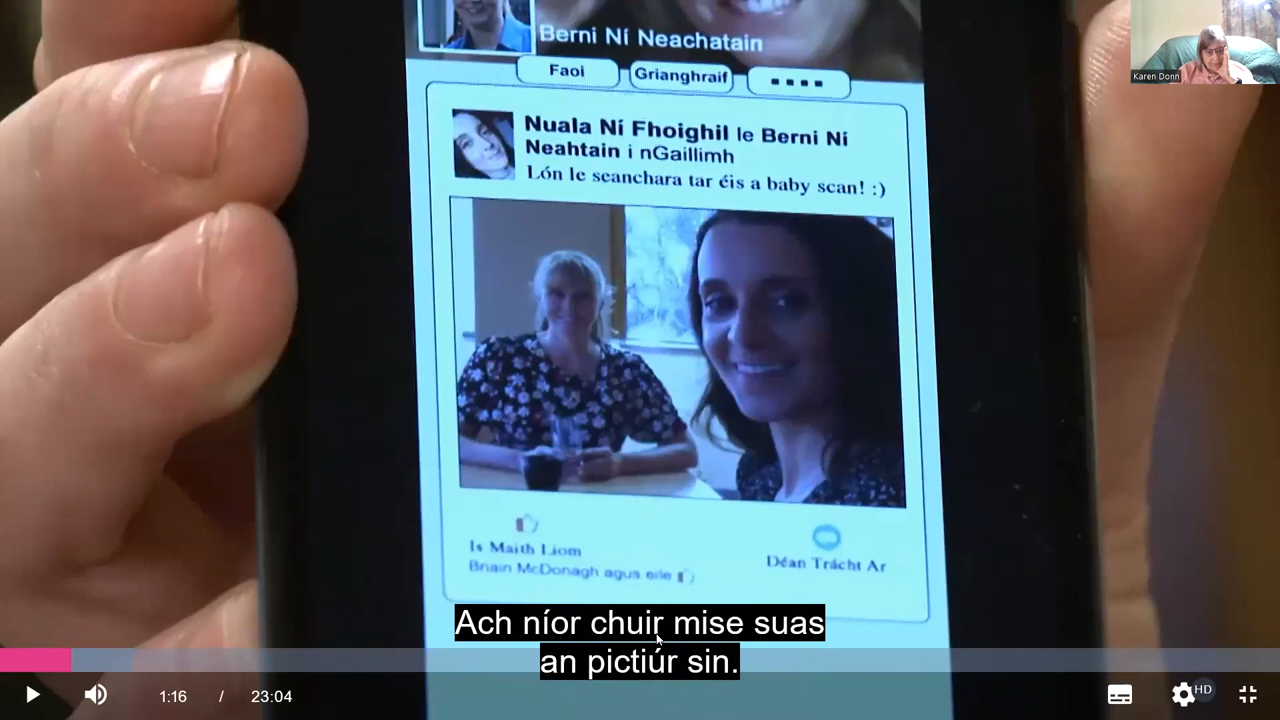 Berni Ní Neachatain
Karen Donn
Faoi
Grianghraif
Nuala Ní Fhoighil le Berni Ní
Neahtain i nGaillimh
Lón le seanchara tar éis a baby scan! :)
Is Maith Liom
Déan Trácht Ar
Briain McDonagh agus eile
Ach níor chuir mise suas
an pictiúr sin.
1:16 / 23:04
HD